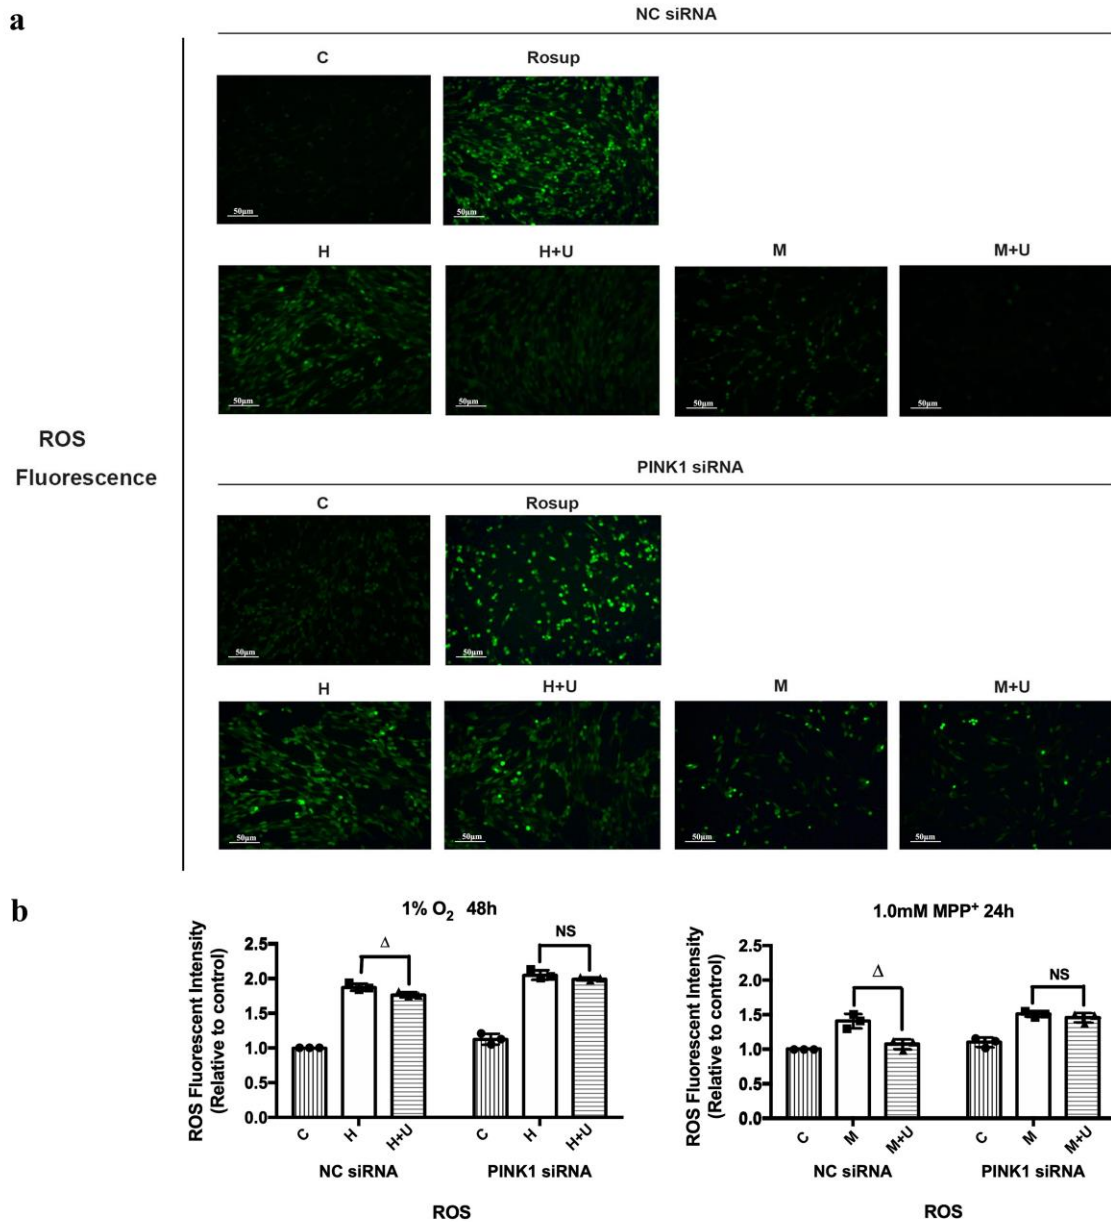 a
NC siRNA
C Rosup
50μm 50μm
H H+U M M+U
50μm 50μm 50μm 50μm
ROS
Fluorescence
PINK1 siRNA
C Rosup
50μm 50μm
H H+U M M+U
50μm 50μm 50μm 50μm
b
1% O₂ 48h
ROS Fluorescent Intensity
(Relative to control)
2.5
2.0
1.5
1.0
0.5
0.0
Δ NS
C H H+U C H H+U
NC siRNA PINK1 siRNA
ROS
1.0mM MPP⁺ 24h
ROS Fluorescent Intensity
(Relative to control)
2.5
2.0
1.5
1.0
0.5
0.0
Δ NS
C M M+U C M M+U
NC siRNA PINK1 siRNA
ROS